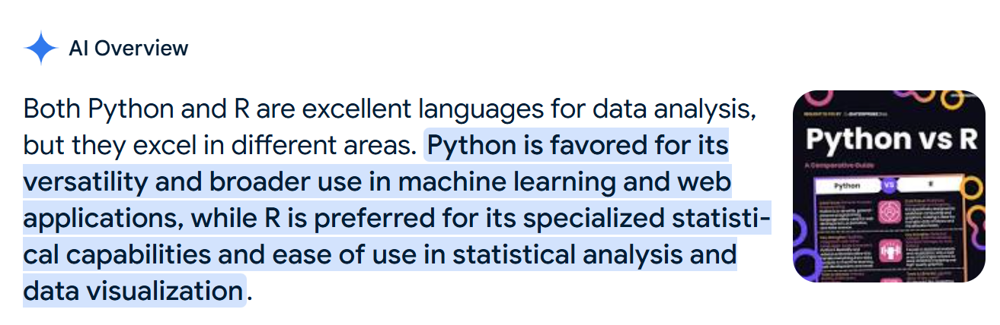 AI Overview
Both Python and R are excellent languages for data analysis,
but they excel in different areas. Python is favored for its
versatility and broader use in machine learning and web
applications, while R is preferred for its specialized statisti-
cal capabilities and ease of use in statistical analysis and
data visualization.
Python vs R
A Comparative Guide
Python VS R